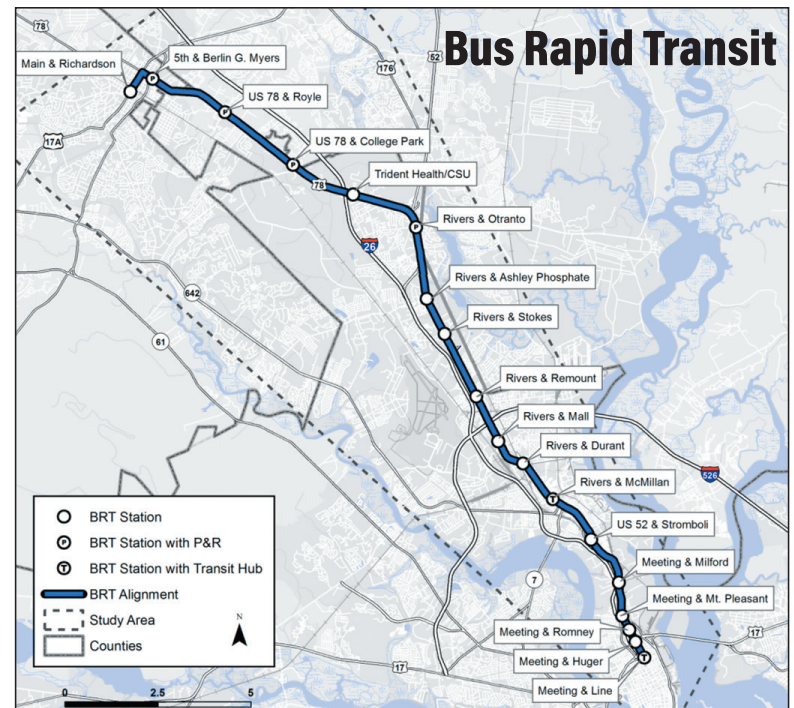 Bus Rapid Transit
78
Main & Richardson
5th & Berlin G. Myers
52
176
US 78 & Royle
17A
US 78 & College Park
Trident Health/CSU
78
Rivers & Otranto
26
Rivers & Ashley Phosphate
642
Rivers & Stokes
61
Rivers & Remount
Rivers & Mall
Rivers & Durant
526
Rivers & McMillan
T
US 52 & Stromboli
Meeting & Milford
7
Meeting & Mt. Pleasant
Meeting & Romney
17
Meeting & Huger
T
17
Meeting & Line
P
P
P
P
BRT Station
P BRT Station with P&R
T BRT Station with Transit Hub
BRT Alignment
Study Area
Counties
N
0 2.5 5